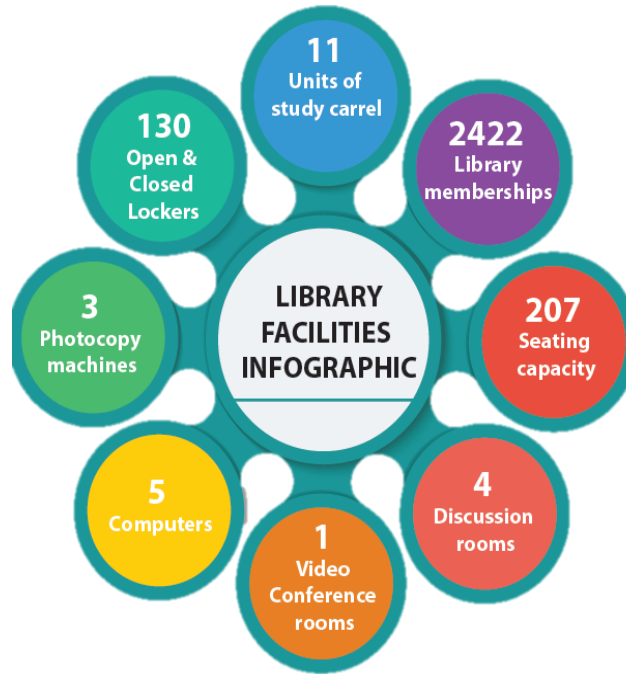 LIBRARY
FACILITIES
INFOGRAPHIC
11
Units of
study carrel
2422
Library
memberships
207
Seating
capacity
4
Discussion
rooms
1
Video
Conference
rooms
5
Computers
3
Photocopy
machines
130
Open &
Closed
Lockers